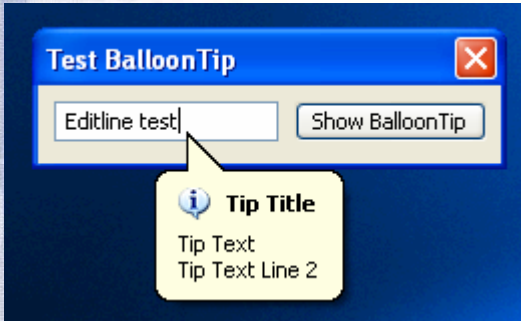 Test BalloonTip
Editline test
Show BalloonTip
Tip Title
Tip Text
Tip Text Line 2